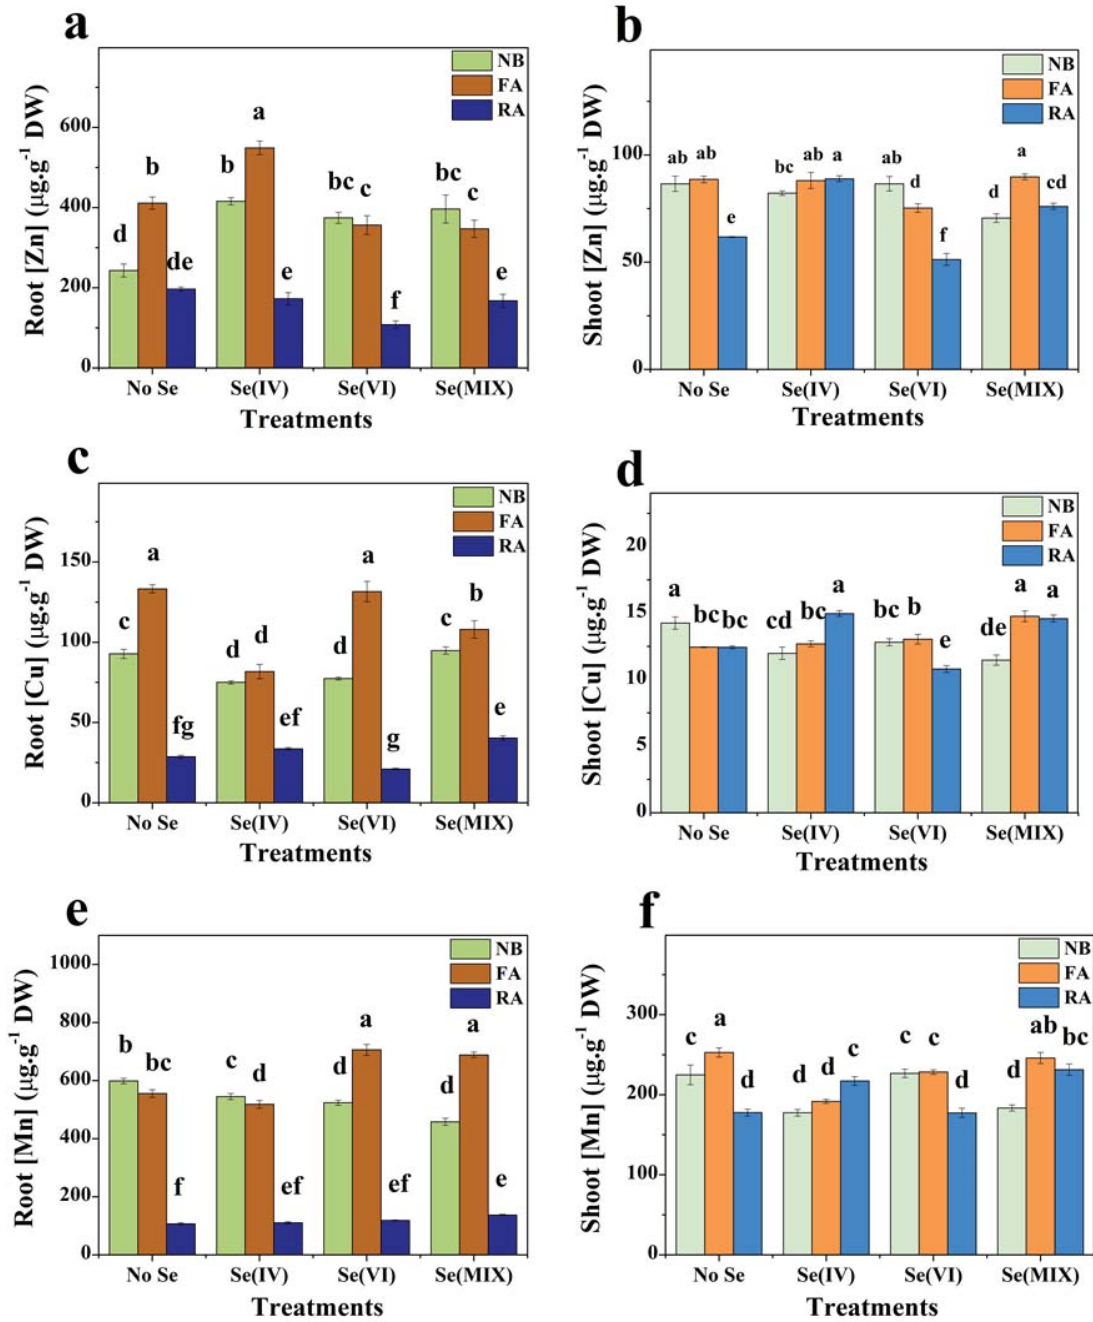 a
NB
FA
RA
Root [Zn] (μg.g-1 DW)
600
400
200
0
a
b b bc c bc c
d de e f e
No Se Se(IV) Se(VI) Se(MIX)
Treatments
b
NB
FA
RA
Shoot [Zn] (μg.g-1 DW)
100
50
0
ab ab bc ab a ab d d a cd
e f
No Se Se(IV) Se(VI) Se(MIX)
Treatments
c
NB
FA
RA
Root [Cu] (μg.g-1 DW)
150
100
50
0
a a
c d d d c b
fg ef g e
No Se Se(IV) Se(VI) Se(MIX)
Treatments
d
NB
FA
RA
Shoot [Cu] (μg.g-1 DW)
20
15
10
5
0
a bc bc cd bc a bc b e de a a
No Se Se(IV) Se(VI) Se(MIX)
Treatments
e
NB
FA
RA
Root [Mn] (μg.g-1 DW)
1000
800
600
400
200
0
b bc c d d a d a
f ef ef e
No Se Se(IV) Se(VI) Se(MIX)
Treatments
f
NB
FA
RA
Shoot [Mn] (μg.g-1 DW)
300
200
100
0
c a d d d c c c d d ab bc
No Se Se(IV) Se(VI) Se(MIX)
Treatments